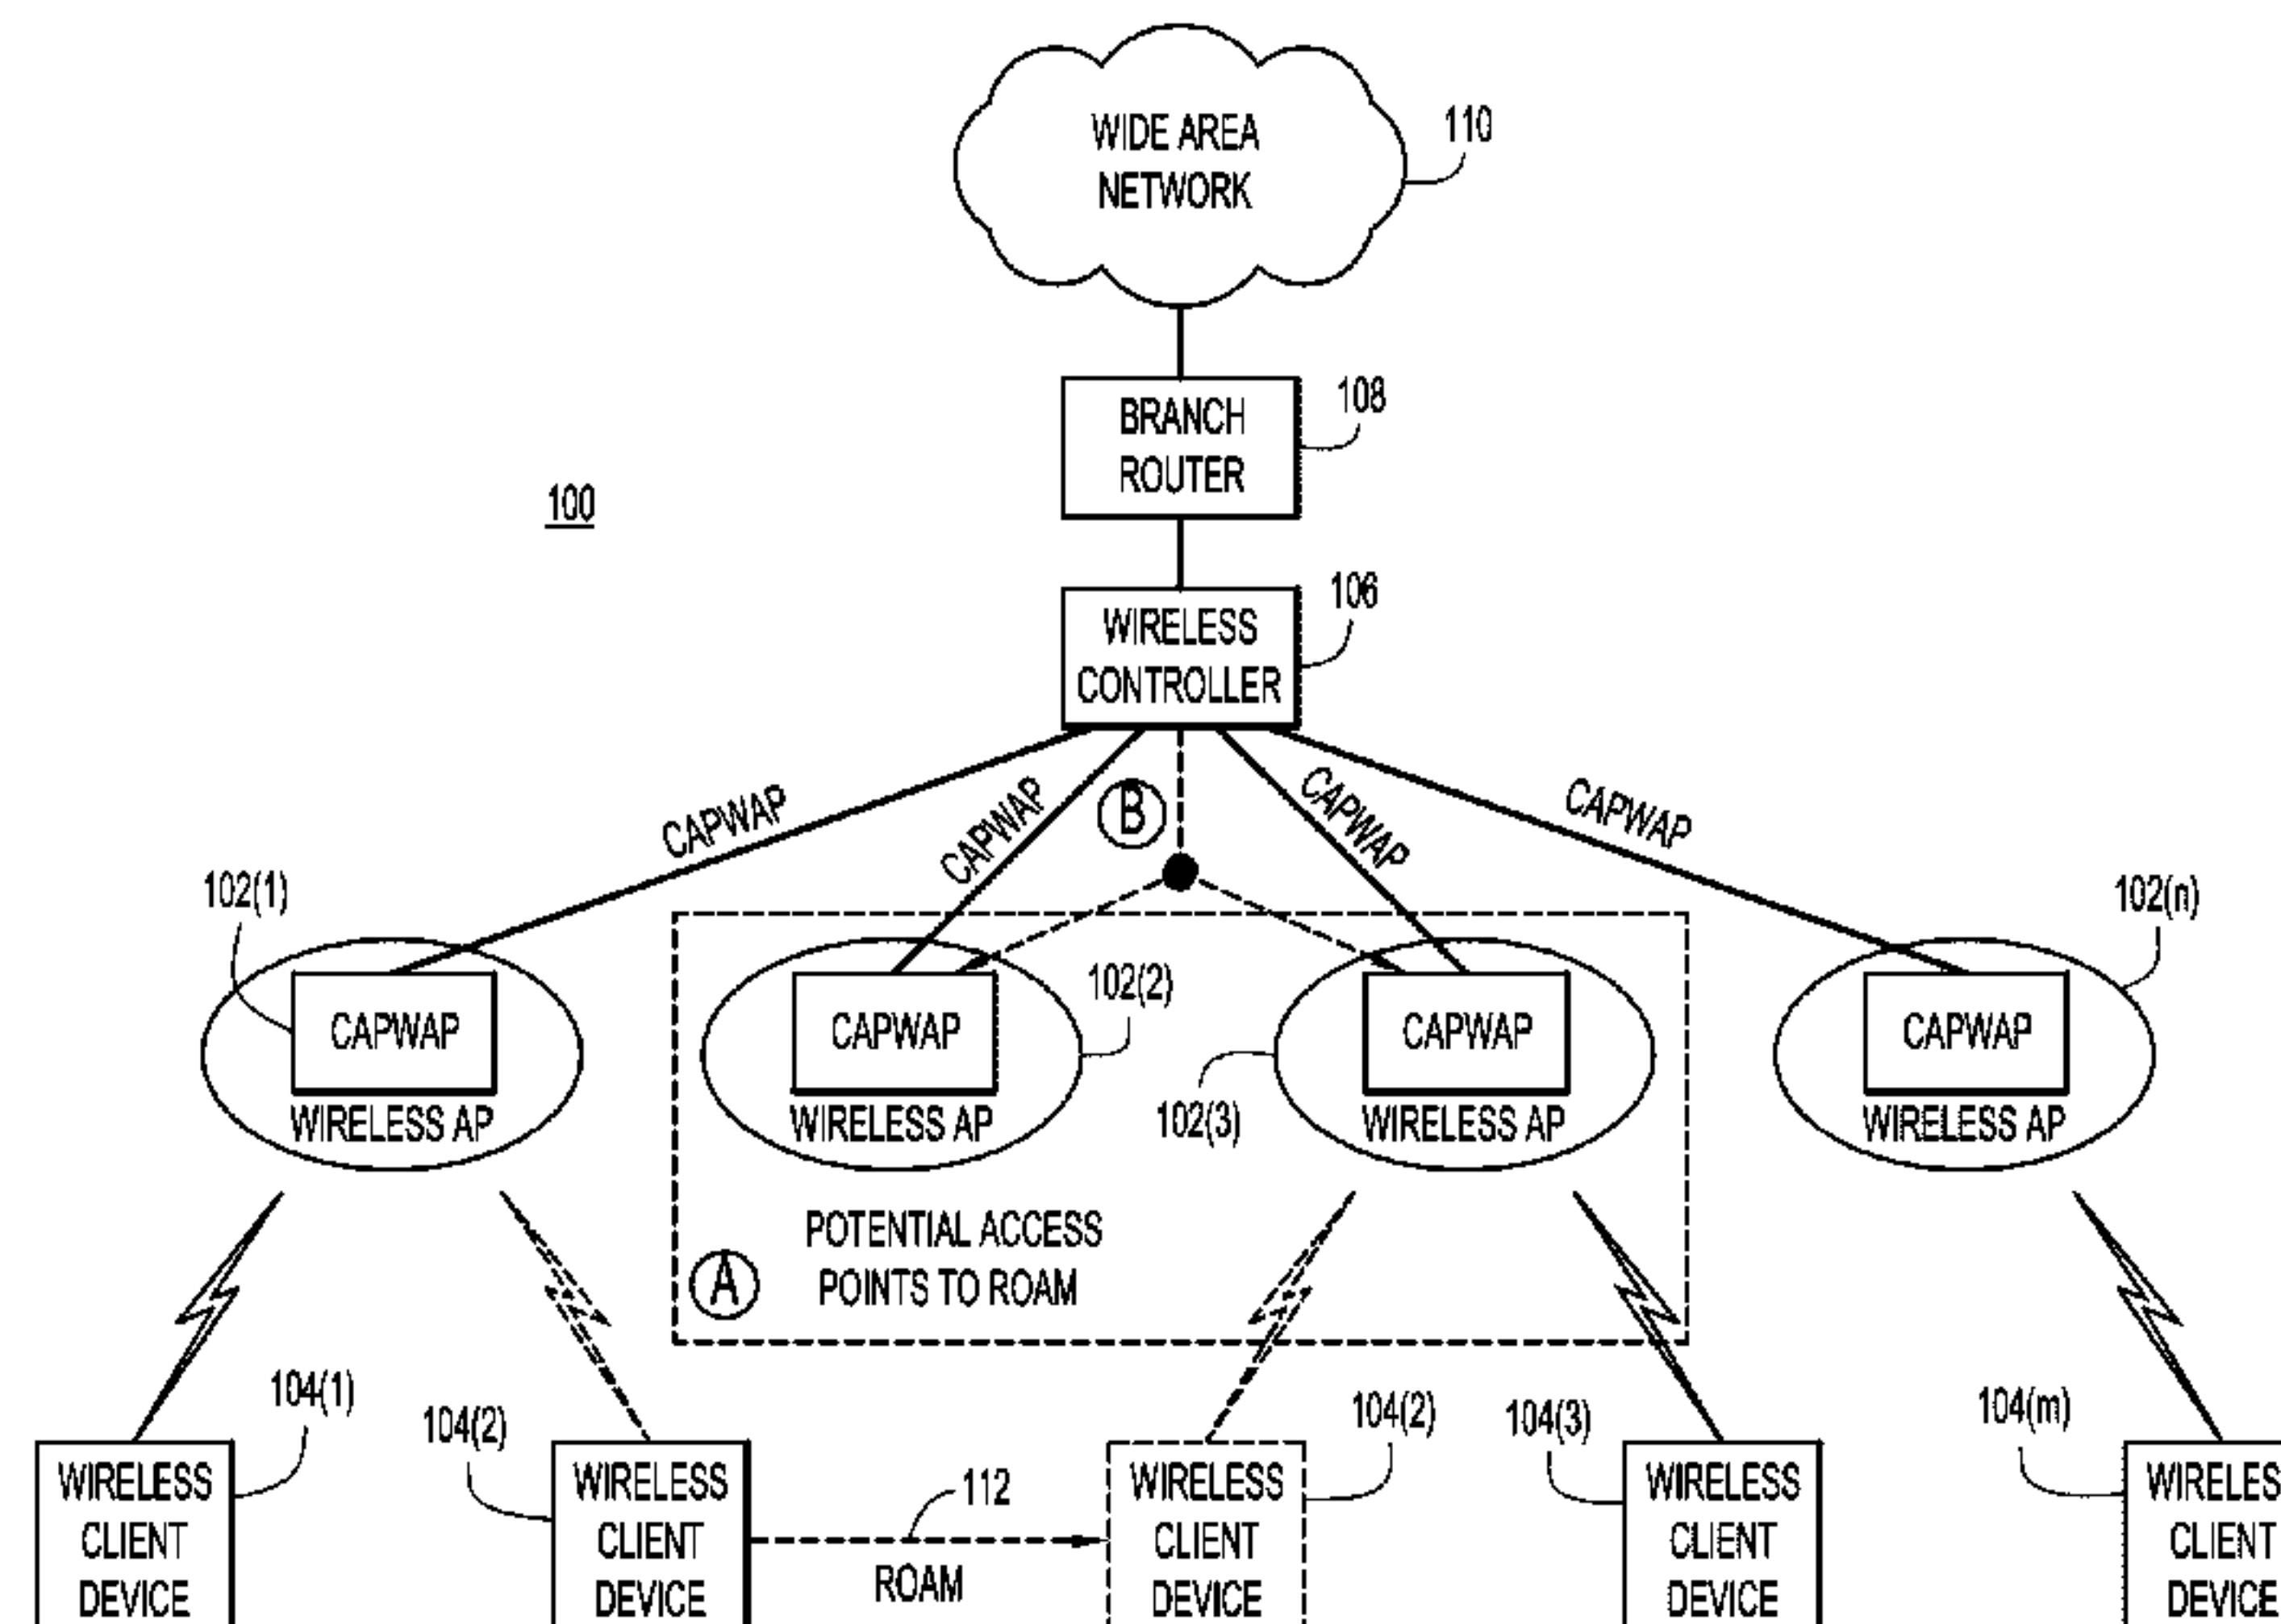 WIDE AREA
NETWORK
110
BRANCH
ROUTER
108
100
WIRELESS
CONTROLLER
106
CAPWAP
CAPWAP
B
CAPWAP
CAPWAP
102(1)
CAPWAP
WIRELESS AP
102(2)
CAPWAP
WIRELESS AP
102(3)
CAPWAP
WIRELESS AP
102(n)
CAPWAP
WIRELESS AP
A
POTENTIAL ACCESS
POINTS TO ROAM
104(1)
WIRELESS
CLIENT
DEVICE
104(2)
WIRELESS
CLIENT
DEVICE
112
ROAM
104(2)
WIRELESS
CLIENT
DEVICE
104(3)
WIRELESS
CLIENT
DEVICE
104(m)
WIRELES
CLIENT
DEVICE